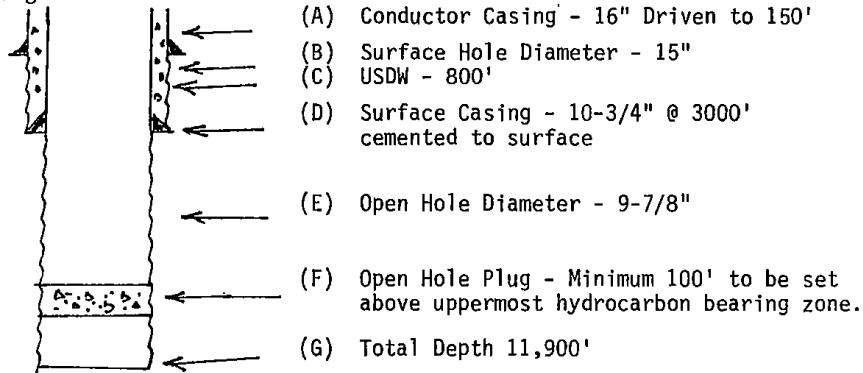 (A) Conductor Casing - 16" Driven to 150'
(B) Surface Hole Diameter - 15"
(C) USDW - 800'
(D) Surface Casing - 10-3/4" @ 3000'
cemented to surface
(E) Open Hole Diameter - 9-7/8"
(F) Open Hole Plug - Minimum 100' to be set
above uppermost hydrocarbon bearing zone.
(G) Total Depth 11,900'